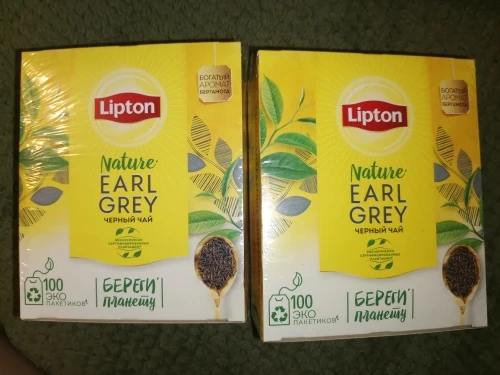 БОГАТЫЙ
АРОМАТ
БЕРГАМОТА
Lipton
Nature
EARL
GREY
ЧЕРНЫЙ ЧАЙ
100
ЭКО
ПАКЕТИКОВ
БЕРЕГИ
планету
БОГАТЫЙ
АРОМАТ
БЕРГАМОТА
Lipton
Nature
EARL
GREY
ЧЕРНЫЙ ЧАЙ
100
ЭКО
ПАКЕТИКОВ
БЕРЕГИ
планету